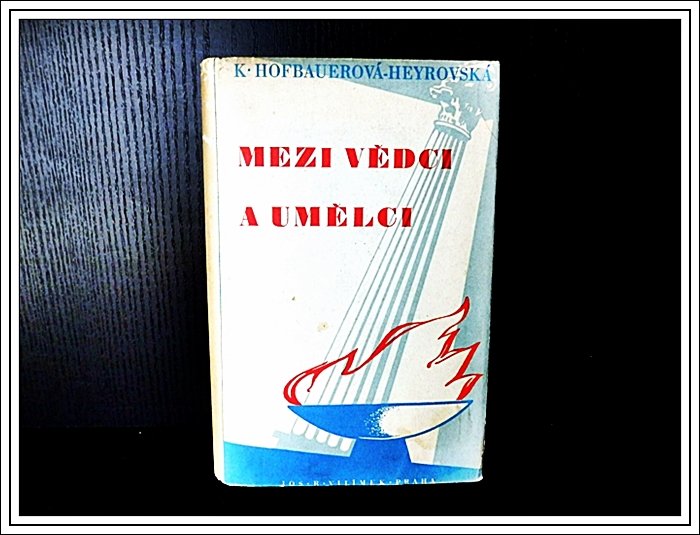 K· HOFBAUEROVÁ-HEYROVSKÁ
MEZI VĚDCI
A UMĚLCI
JOS·R·VILÍMEK·PRAHA